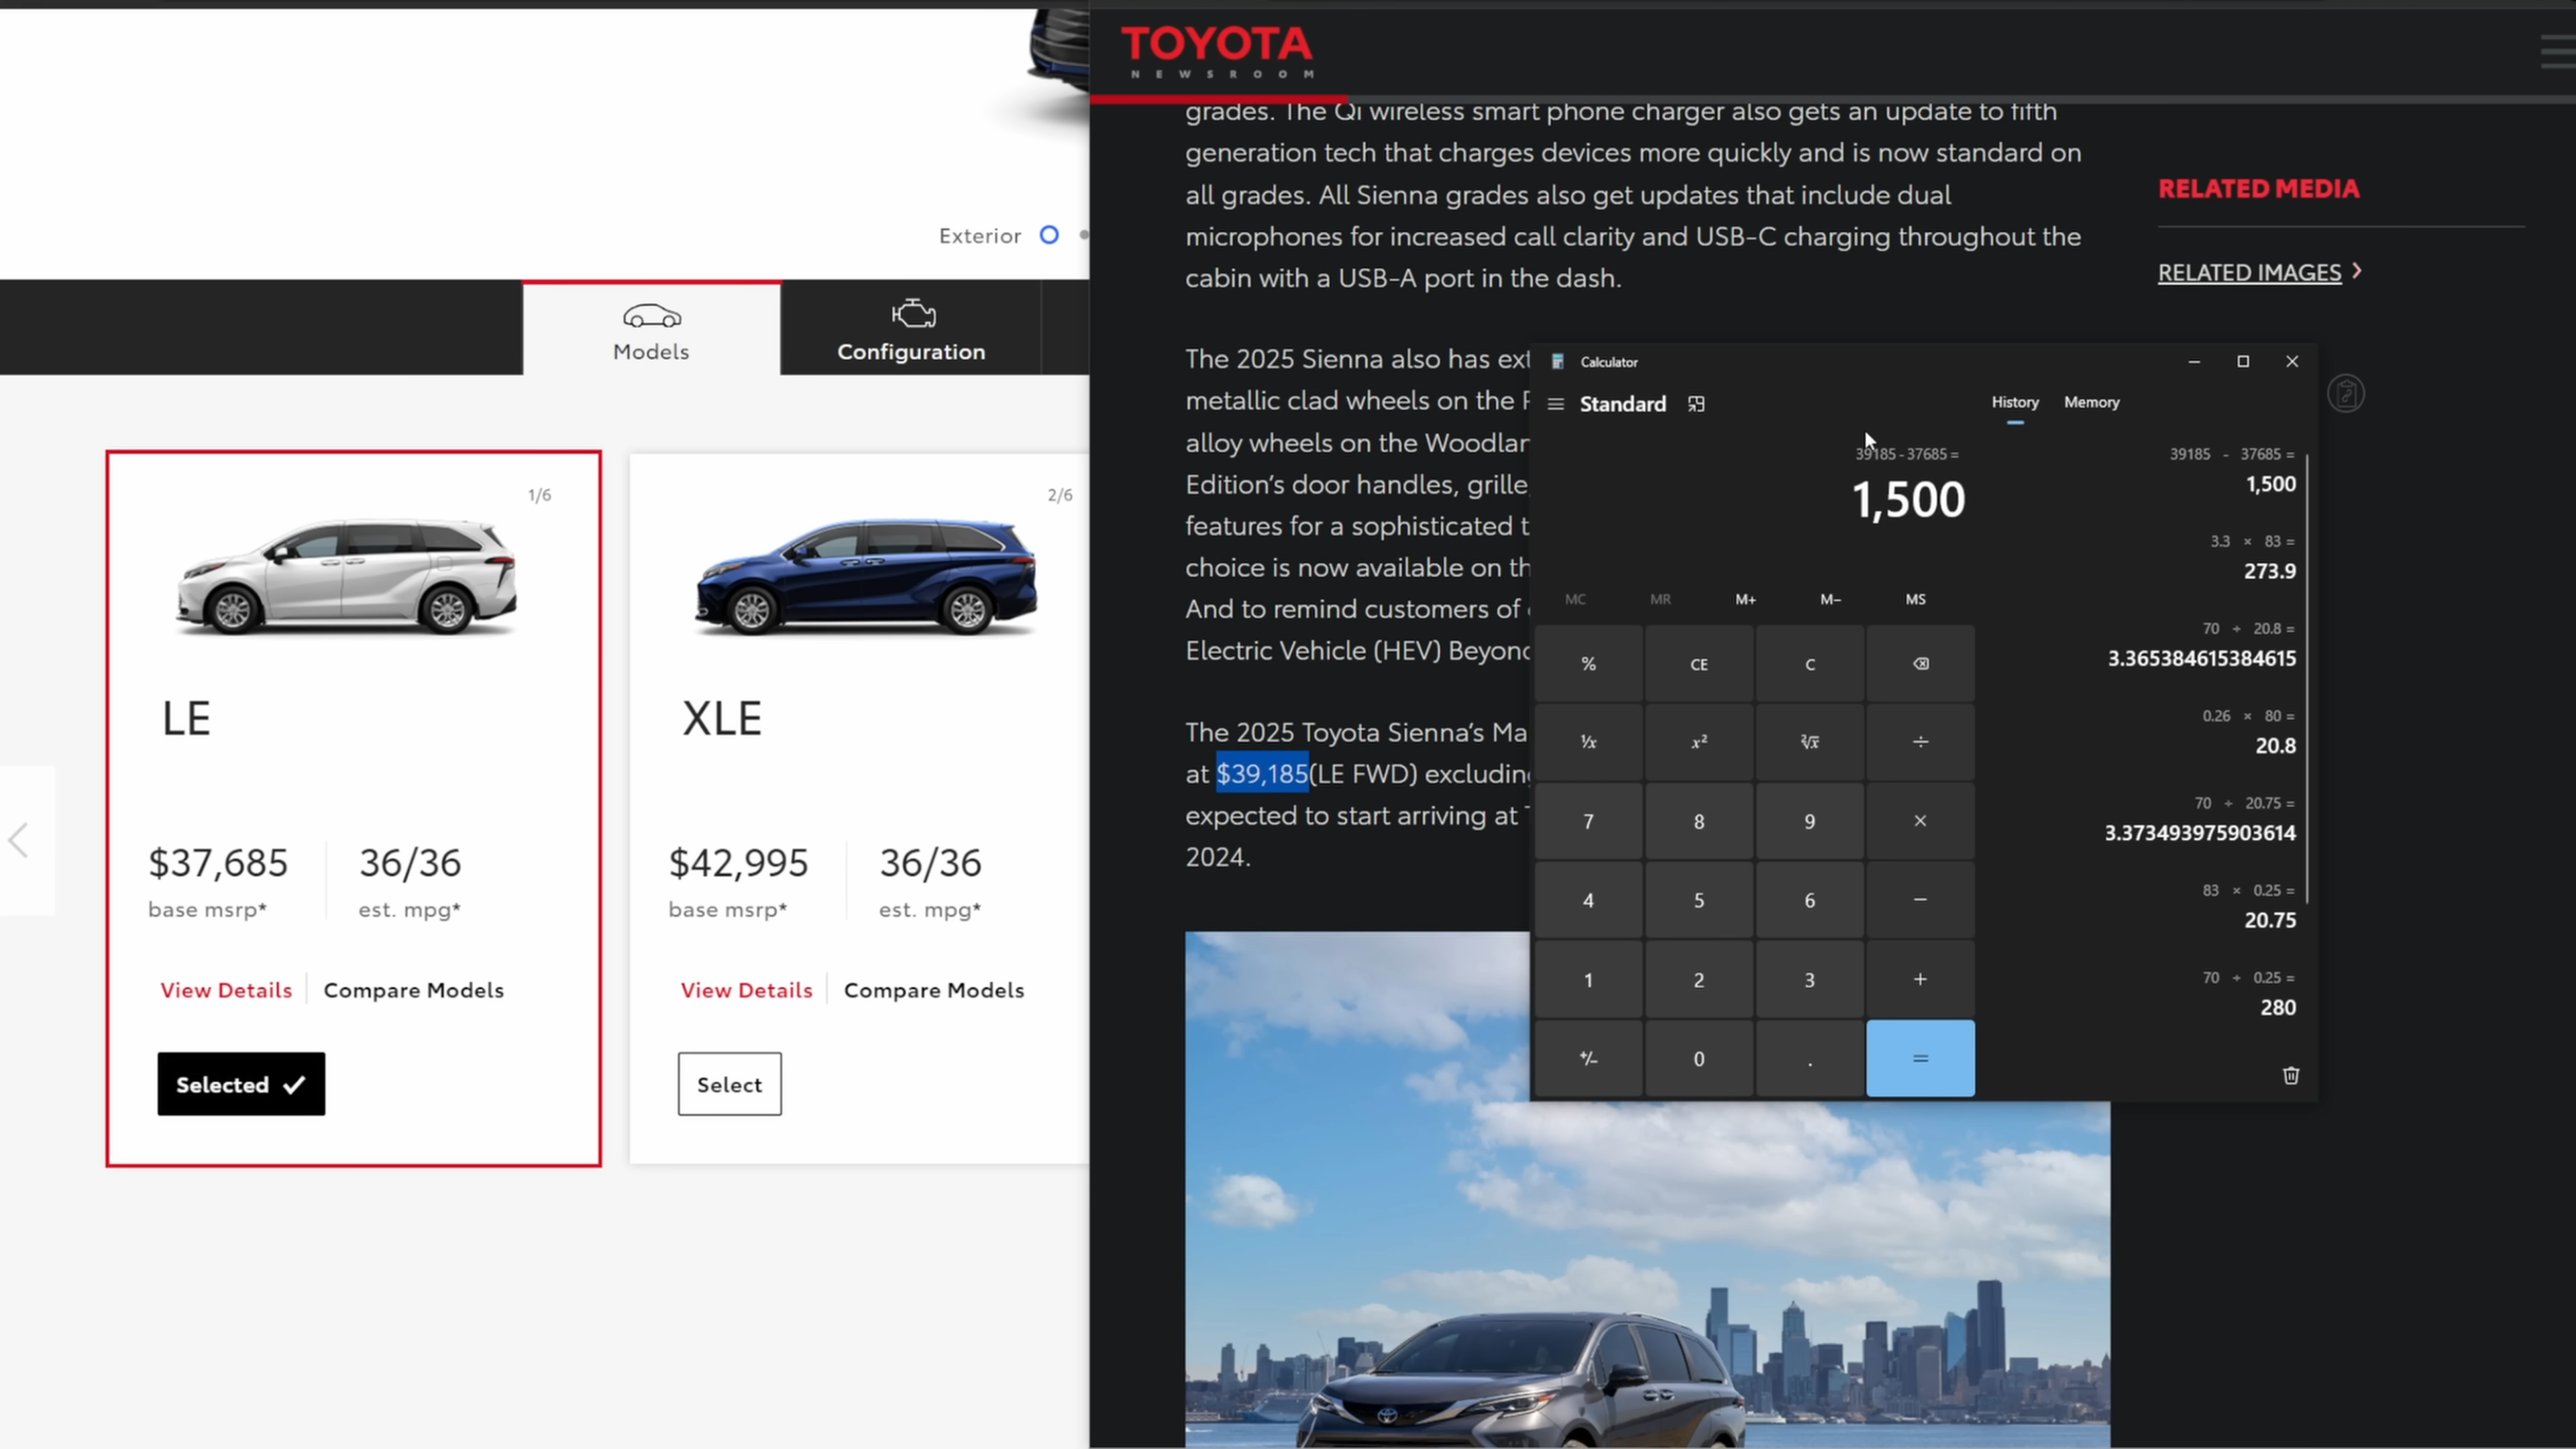 Exterior
Models
Configuration
1/6
LE
$37,685
base msrp*
36/36
est. mpg*
View Details
Compare Models
Selected
2/6
XLE
$42,995
base msrp*
36/36
est. mpg*
View Details
Compare Models
Select
TOYOTA
NEWSROOM
grades. The Qi wireless smart phone charger also gets an update to fifth
generation tech that charges devices more quickly and is now standard on
all grades. All Sienna grades also get updates that include dual
microphones for increased call clarity and USB-C charging throughout the
cabin with a USB-A port in the dash.
The 2025 Sienna also has
metallic clad wheels on the
alloy wheels on the
Edition's door handles, grille,
features for a sophisticated
choice is now available on
And to remind customers of
Electric Vehicle (HEV)
The 2025 Toyota Sienna's
at $39,185(LE FWD)
expected to start arriving at
2024.
RELATED MEDIA
RELATED IMAGES >
Calculator
Standard
39185 - 37685 =
1,500
MC MR M+ M- MS
% CE C
1/x x² ²√x ÷
7 8 9 ×
4 5 6 −
1 2 3 +
+/- 0 . =
History Memory
39185 - 37685 =
1,500
3.3 × 83 =
273.9
70 ÷ 20.8 =
3.365384615384615
0.26 × 80 =
20.8
70 ÷ 20.75 =
3.373493975903614
83 × 0.25 =
20.75
70 ÷ 0.25 =
280